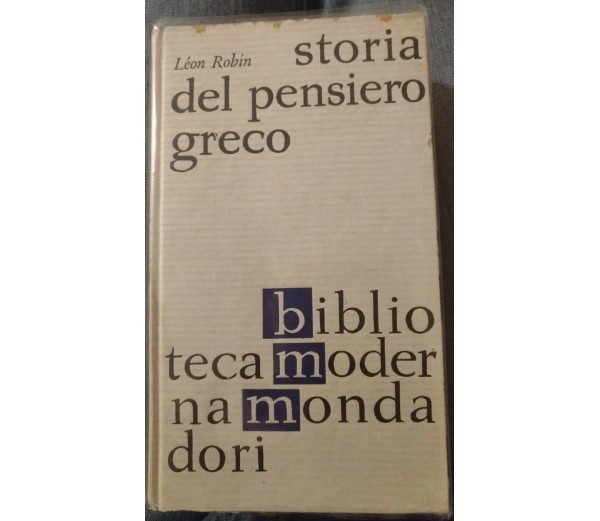 Léon Robin storia
del pensiero
greco
biblio
teca moder
na monda
dori